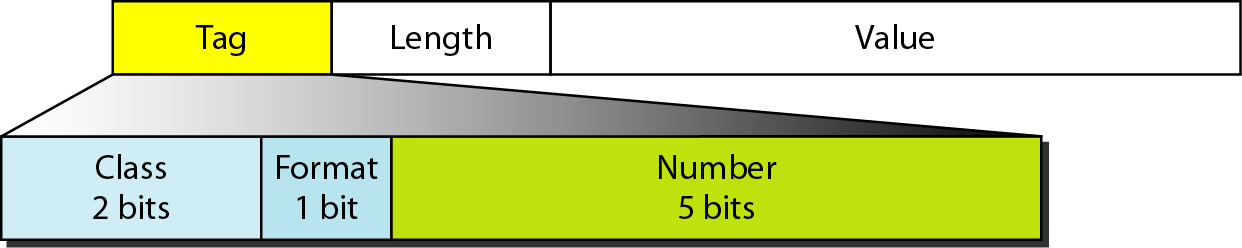 Tag Length Value
Class Format Number
2 bits 1 bit 5 bits